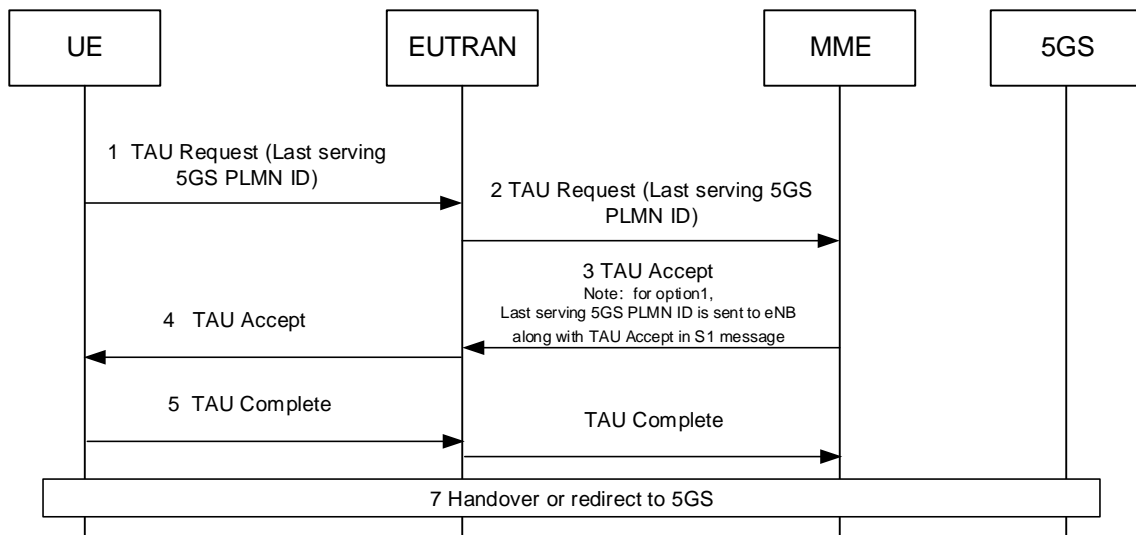 UE
EUTRAN
MME
5GS
1 TAU Request (Last serving
5GS PLMN ID)
2 TAU Request (Last serving 5GS
PLMN ID)
3 TAU Accept
Note: for option1,
Last serving 5GS PLMN ID is sent to eNB
along with TAU Accept in S1 message
4 TAU Accept
5 TAU Complete
TAU Complete
7 Handover or redirect to 5GS